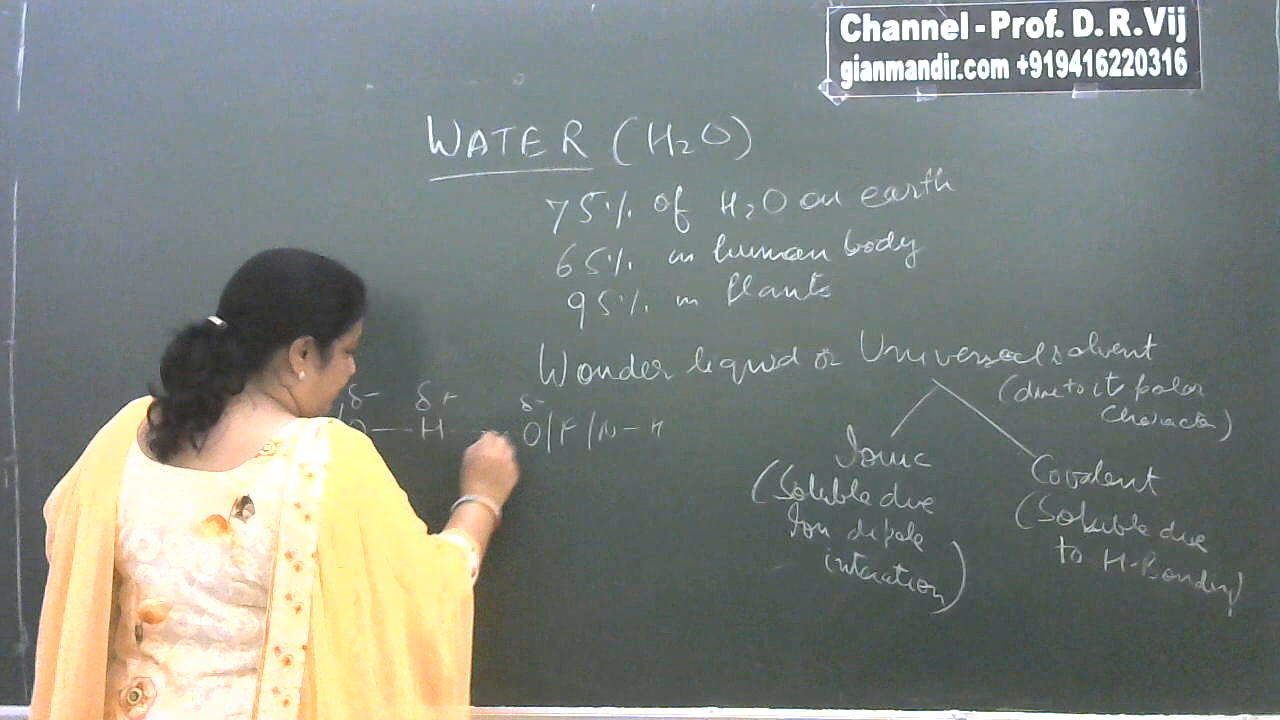 Channel - Prof. D. R. Vij
gianmandir.com +919416220316
WATER (H2O)
75% of H2O on earth
65% in human body
95% in Plants
Wonder liquid or Universal solvent
(due to its polar
character)
δ- δ+ δ-
O — H --- O/F/N - H
Ionic
(Soluble due
Ion dipole
interaction)
Covalent
(Soluble due
to H-Bonding)